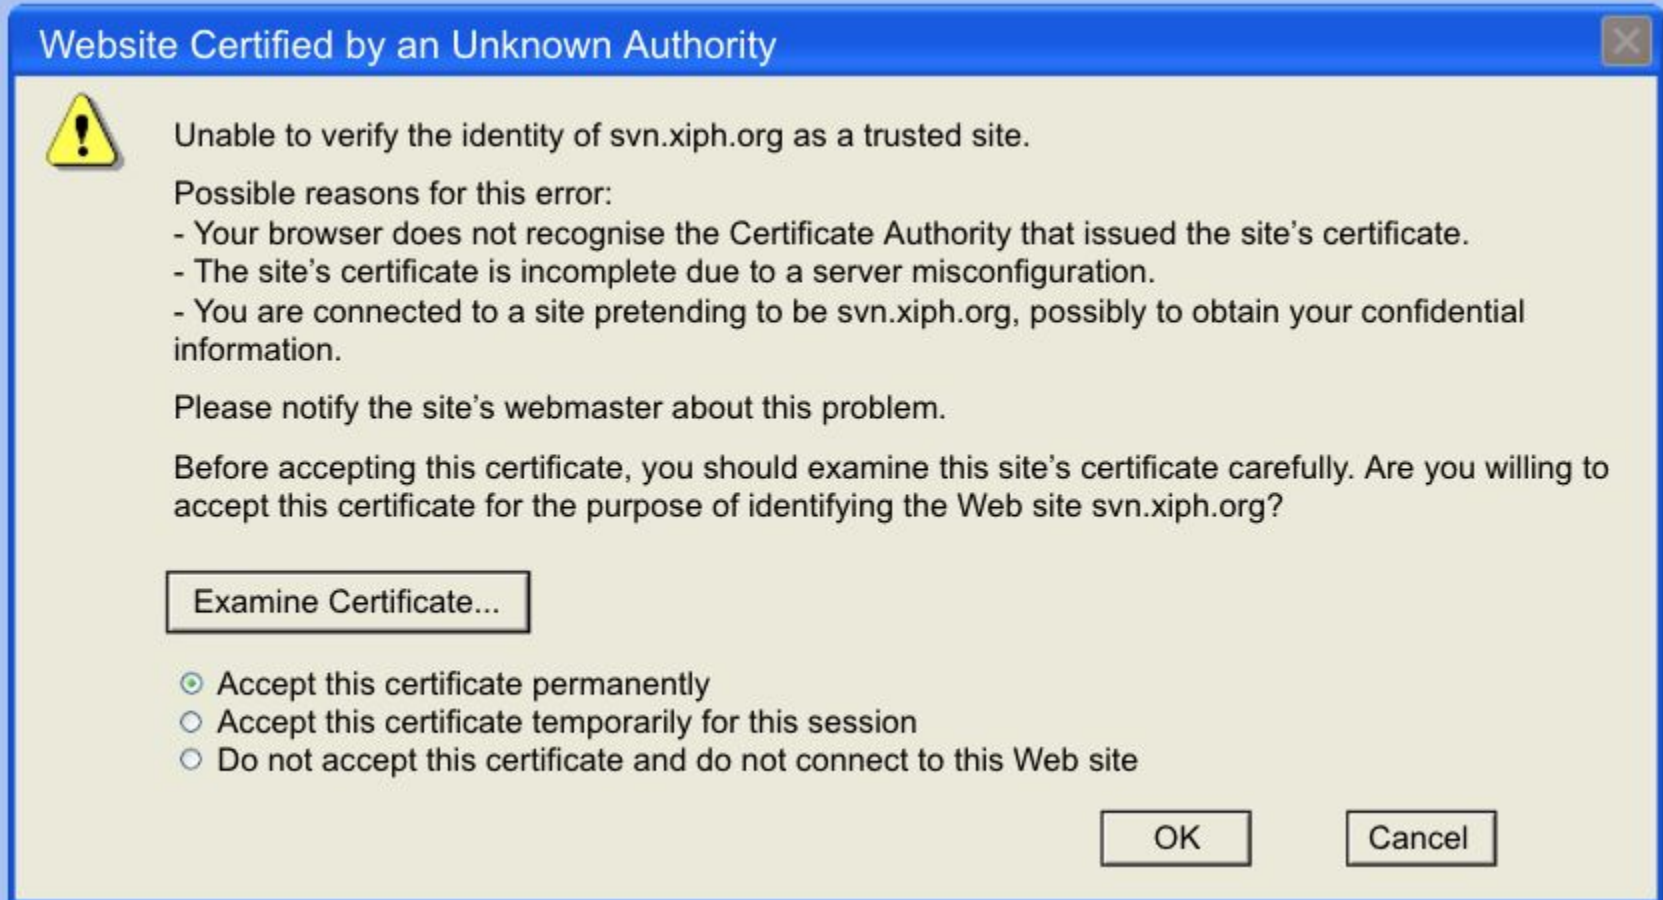 Website Certified by an Unknown Authority
Unable to verify the identity of svn.xiph.org as a trusted site.
Possible reasons for this error:
- Your browser does not recognise the Certificate Authority that issued the site’s certificate.
- The site’s certificate is incomplete due to a server misconfiguration.
- You are connected to a site pretending to be svn.xiph.org, possibly to obtain your confidential
information.
Please notify the site’s webmaster about this problem.
Before accepting this certificate, you should examine this site’s certificate carefully. Are you willing to
accept this certificate for the purpose of identifying the Web site svn.xiph.org?
Examine Certificate...
Accept this certificate permanently
Accept this certificate temporarily for this session
Do not accept this certificate and do not connect to this Web site
OK Cancel